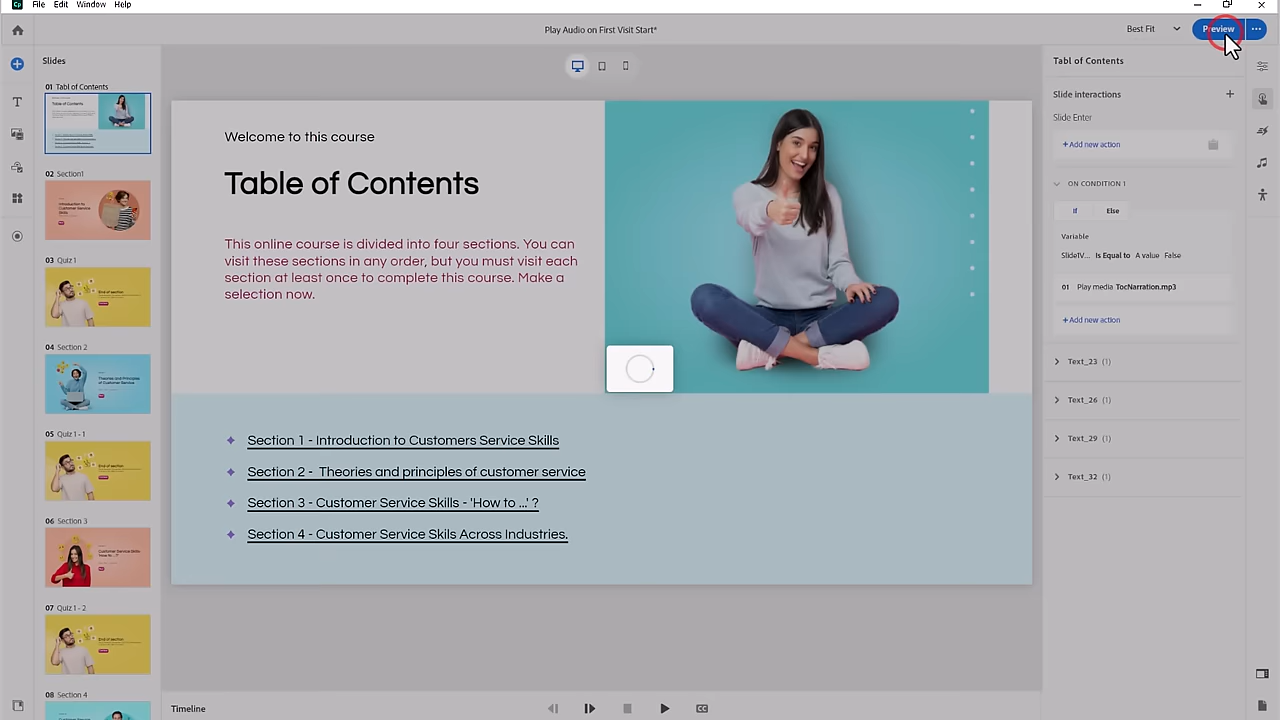 Cp File Edit Window Help
Play Audio on First Visit Start*
Best Fit
Preview
Slides
01 Tabl of Contents
02 Section1
03 Quiz 1
04 Section 2
05 Quiz 1 - 1
06 Section 3
07 Quiz 1 - 2
08 Section 4
Welcome to this course
Table of Contents
This online course is divided into four sections. You can
visit these sections in any order, but you must visit each
section at least once to complete this course. Make a
selection now.
Section 1 - Introduction to Customers Service Skills
Section 2 - Theories and principles of customer service
Section 3 - Customer Service Skills - 'How to ...' ?
Section 4 - Customer Service Skils Across Industries.
Timeline
CC
Tabl of Contents
Slide interactions
Slide Enter
+Add new action
ON CONDITION 1
If Else
Variable
Slide1V... Is Equal to A value False
01 Play media TocNarration.mp3
+Add new action
Text_23 (1)
Text_26 (1)
Text_29 (1)
Text_32 (1)